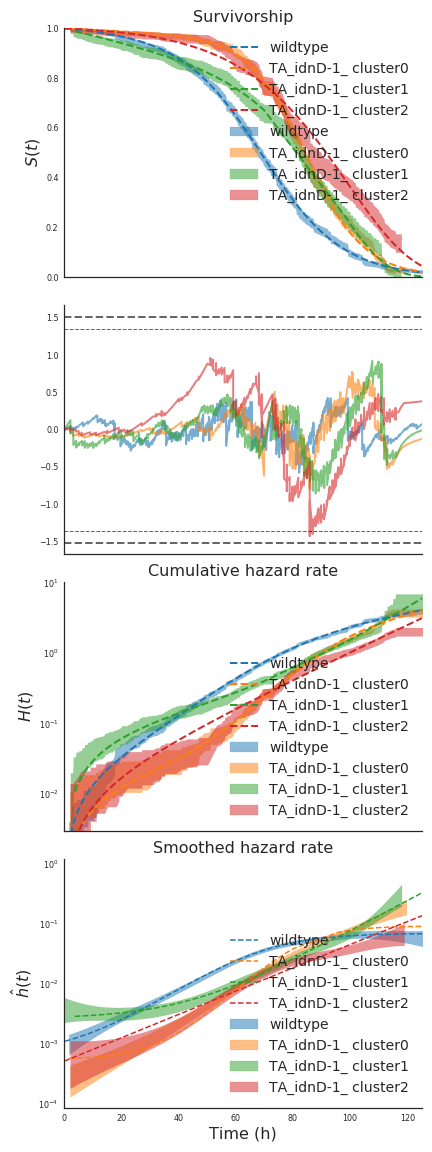 Survivorship
1.0
0.8
0.6
0.4
0.2
0.0
S(t)
wildtype
TA_idnD-1_ cluster0
TA_idnD-1_ cluster1
TA_idnD-1_ cluster2
wildtype
TA_idnD-1_ cluster0
TA_idnD-1_ cluster1
TA_idnD-1_ cluster2
1.5
1.0
0.5
0.0
−0.5
−1.0
−1.5
Cumulative hazard rate
10¹
10⁰
10⁻¹
10⁻²
H(t)
wildtype
TA_idnD-1_ cluster0
TA_idnD-1_ cluster1
TA_idnD-1_ cluster2
wildtype
TA_idnD-1_ cluster0
TA_idnD-1_ cluster1
TA_idnD-1_ cluster2
Smoothed hazard rate
10⁰
10⁻¹
10⁻²
10⁻³
10⁻⁴
ĥ(t)
wildtype
TA_idnD-1_ cluster0
TA_idnD-1_ cluster1
TA_idnD-1_ cluster2
wildtype
TA_idnD-1_ cluster0
TA_idnD-1_ cluster1
TA_idnD-1_ cluster2
0 20 40 60 80 100 120
Time (h)